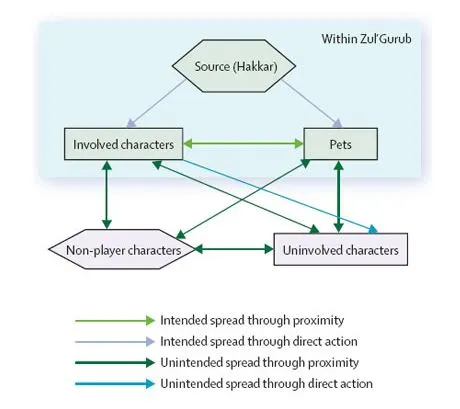 Within Zul'Gurub
Source (Hakkar)
Involved characters
Pets
Non-player characters
Uninvolved characters
Intended spread through proximity
Intended spread through direct action
Unintended spread through proximity
Unintended spread through direct action